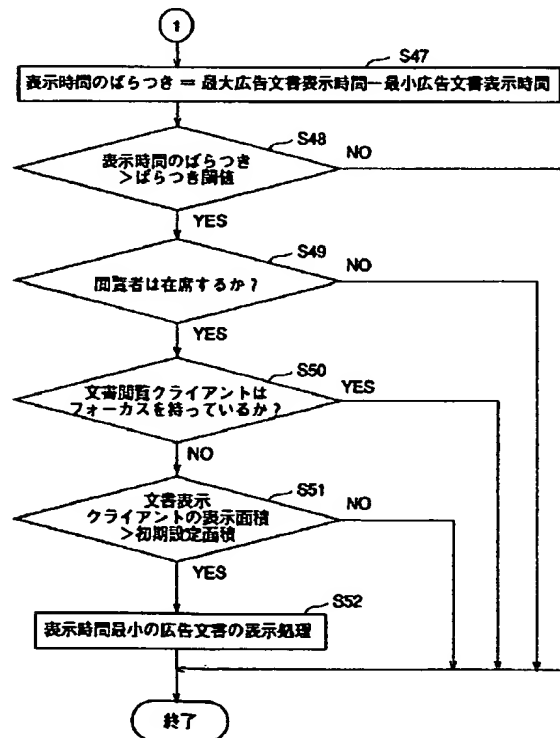 1
S47
表示時間のばらつき = 最大広告文書表示時間ー最小広告文書表示時間
S48
表示時間のばらつき
>ばらつき閾値
NO
YES
S49
閲覧者は在席するか?
NO
YES
S50
文書閲覧クライアントは
フォーカスを持っているか?
YES
NO
S51
文書表示
クライアントの表示面積
>初期設定面積
NO
YES
S52
表示時間最小の広告文書の表示処理
終了